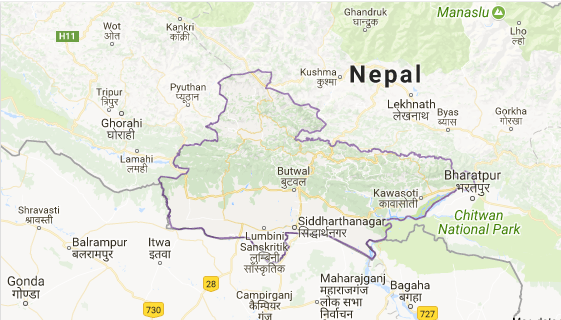 Ghandruk
घान्द्रुक
Manaslu
Kankri
काँक्री
Wot
ओत
H11
Lho
ल्हो
Kushma
कुश्मा
Nepal
Tripur
त्रिपुर
Pyuthan
प्यूठान
Lekhnath
लेखनाथ
Byas
ब्यास
Gorkha
गोरखा
Ghorahi
घोराही
Lamahi
लमही
Butwal
बुटवल
Bharatpur
भरतपुर
Kawasoti
कावासोती
Shravasti
श्रावस्ती
Siddharthanagar
सिद्धार्थनगर
Chitwan
National Park
Lumbini
Sanskritik
लुम्बिनी
साँस्कृतिक
Balrampur
बलरामपुर
Itwa
इतवा
Gonda
गोण्डा
28
Maharajganj
महाराजगंज
लोक सभा
निर्वाचन
Bagaha
बगहा
Campirganj
कैम्पियर
गंज
730
727